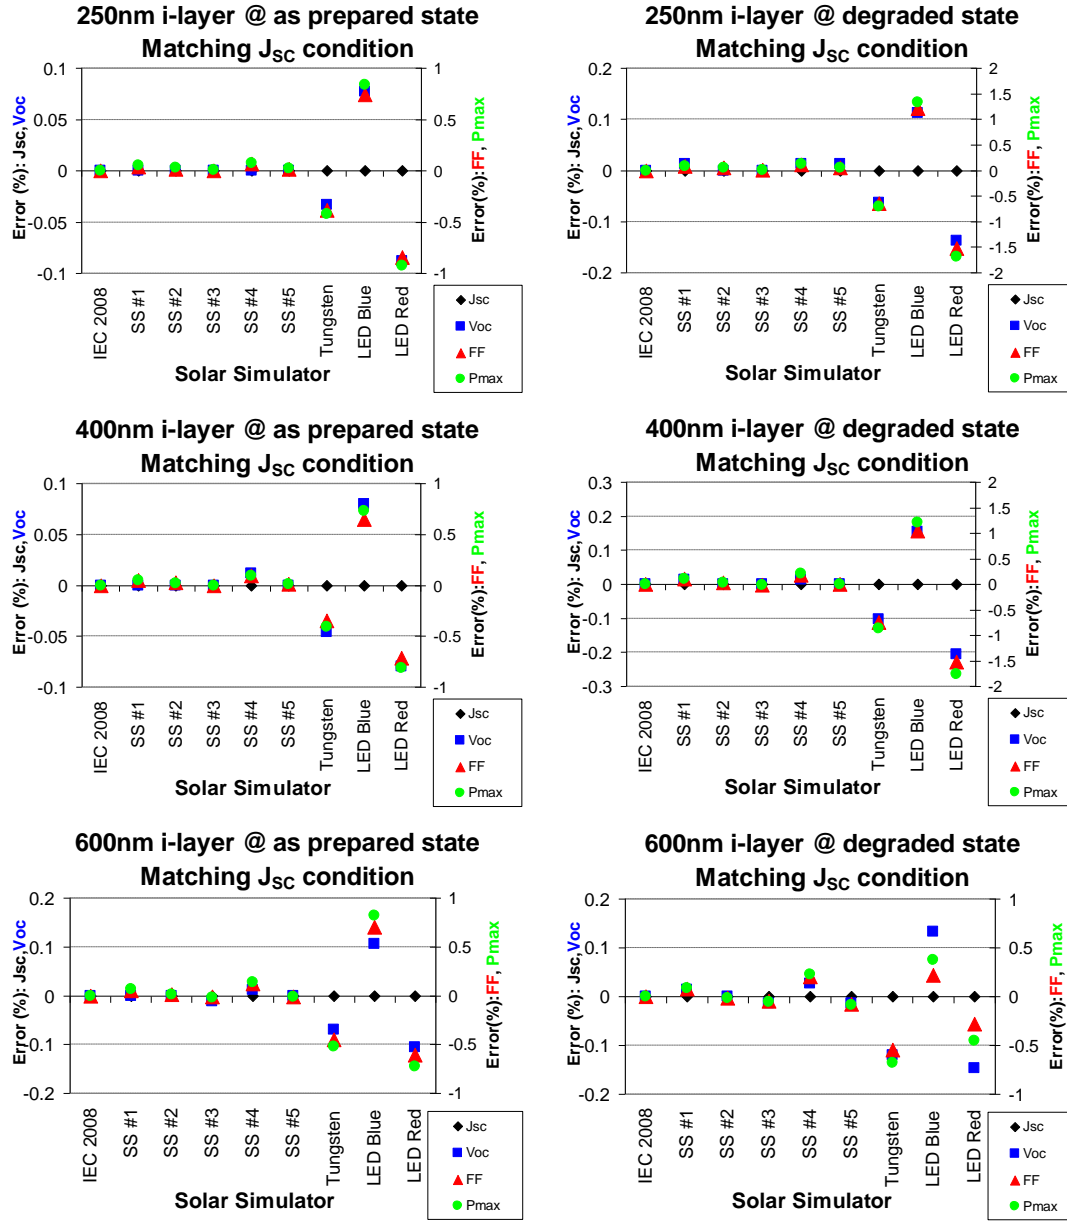 250nm i-layer @ as prepared state
Matching JSC condition
0.1
0.05
0
-0.05
-0.1
1
0.5
0
-0.5
-1
Error (%): Jsc,Voc
Error(%):FF, Pmax
IEC 2008
SS #1
SS #2
SS #3
SS #4
SS #5
Tungsten
LED Blue
LED Red
Solar Simulator
Jsc
Voc
FF
Pmax
250nm i-layer @ degraded state
Matching JSC condition
0.2
0.1
0
-0.1
-0.2
2
1.5
1
0.5
0
-0.5
-1
-1.5
-2
Error (%): Jsc,Voc
Error(%):FF, Pmax
IEC 2008
SS #1
SS #2
SS #3
SS #4
SS #5
Tungsten
LED Blue
LED Red
Solar Simulator
Jsc
Voc
FF
Pmax
400nm i-layer @ as prepared state
Matching JSC condition
0.1
0.05
0
-0.05
-0.1
1
0.5
0
-0.5
-1
Error (%): Jsc,Voc
Error(%):FF, Pmax
IEC 2008
SS #1
SS #2
SS #3
SS #4
SS #5
Tungsten
LED Blue
LED Red
Solar Simulator
Jsc
Voc
FF
Pmax
400nm i-layer @ degraded state
Matching JSC condition
0.3
0.2
0.1
0
-0.1
-0.2
-0.3
2
1.5
1
0.5
0
-0.5
-1
-1.5
-2
Error (%): Jsc,Voc
Error(%):FF, Pmax
IEC 2008
SS #1
SS #2
SS #3
SS #4
SS #5
Tungsten
LED Blue
LED Red
Solar Simulator
Jsc
Voc
FF
Pmax
600nm i-layer @ as prepared state
Matching JSC condition
0.2
0.1
0
-0.1
-0.2
1
0.5
0
-0.5
-1
Error (%): Jsc,Voc
Error(%):FF, Pmax
IEC 2008
SS #1
SS #2
SS #3
SS #4
SS #5
Tungsten
LED Blue
LED Red
Solar Simulator
Jsc
Voc
FF
Pmax
600nm i-layer @ degraded state
Matching JSC condition
0.2
0.1
0
-0.1
-0.2
1
0.5
0
-0.5
-1
Error (%): Jsc,Voc
Error(%):FF, Pmax
IEC 2008
SS #1
SS #2
SS #3
SS #4
SS #5
Tungsten
LED Blue
LED Red
Solar Simulator
Jsc
Voc
FF
Pmax